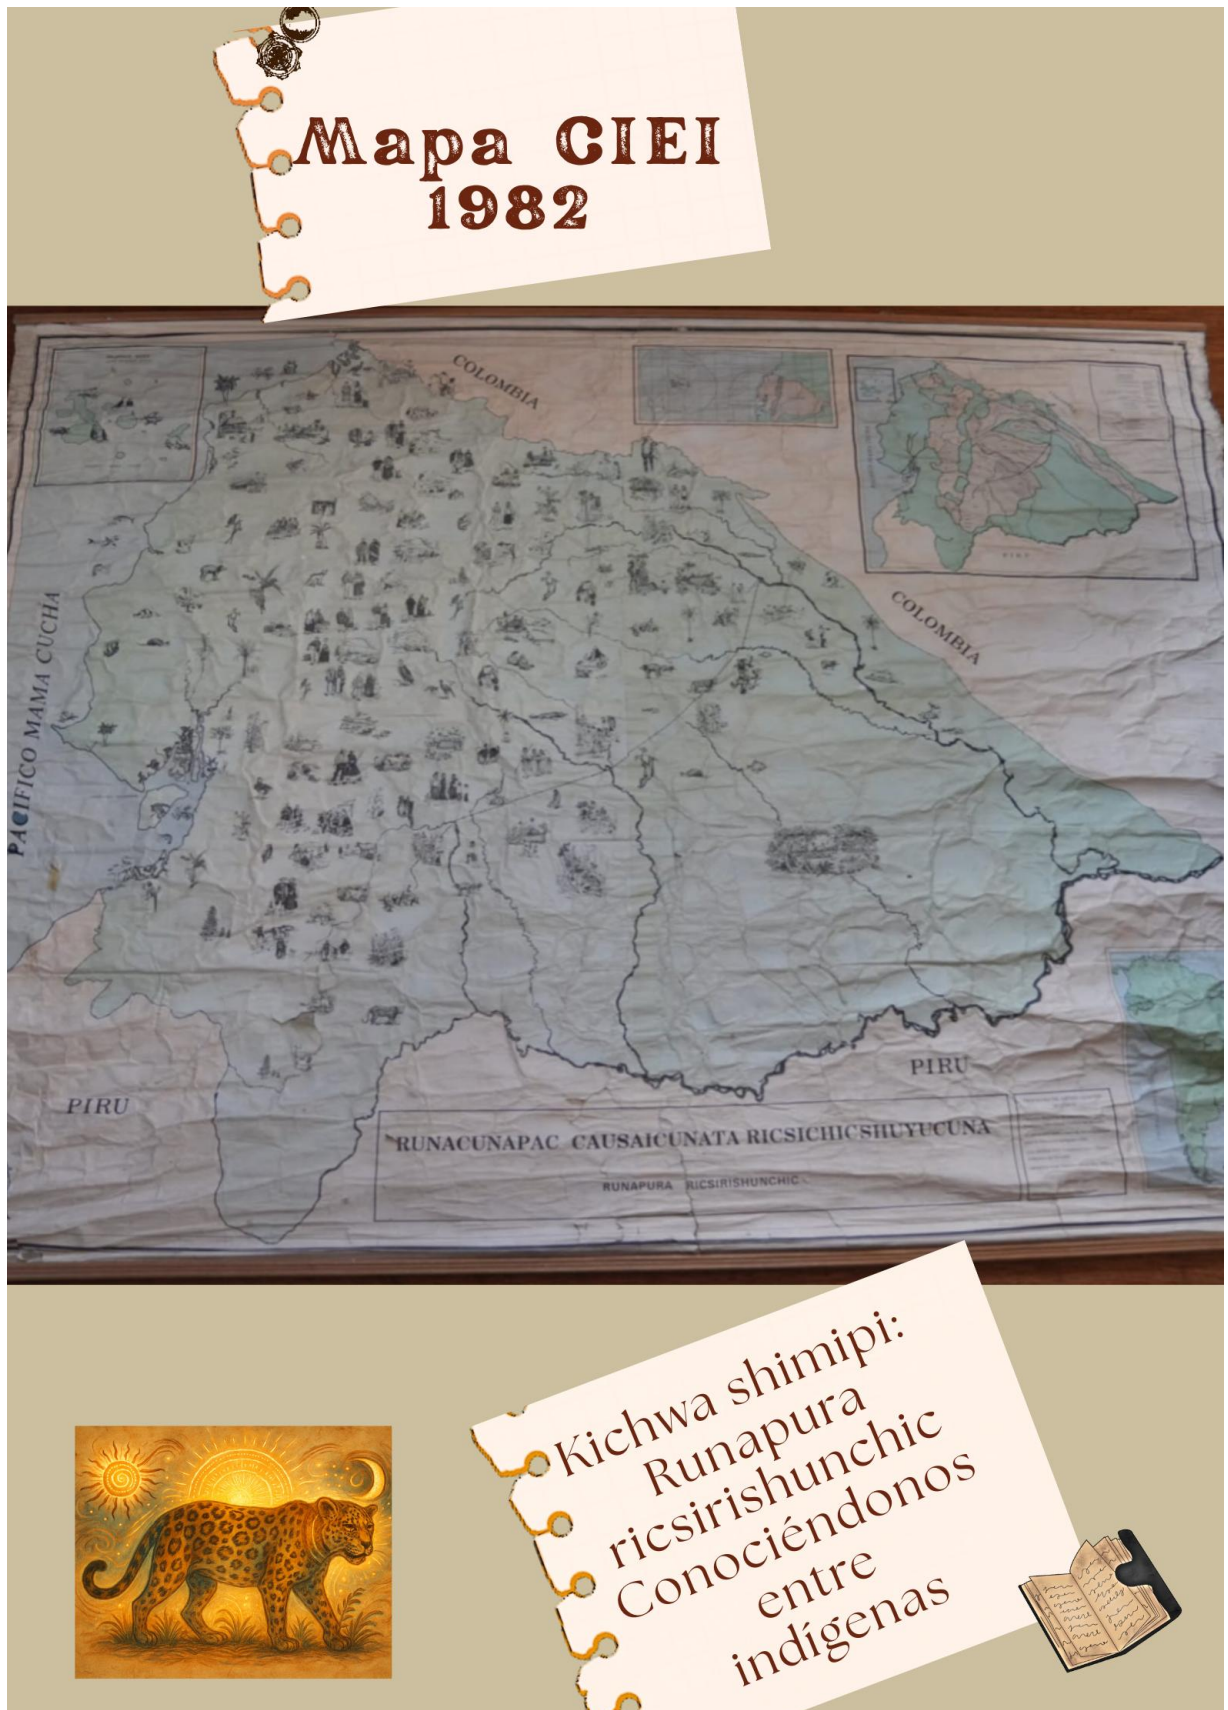 Mapa CIEI
1982
COLOMBIA
COLOMBIA
PACIFICO MAMA CUCHA
PIRU
PIRU
RUNACUNAPAC CAUSAICUNATA RICSICHICSHUYUCUNA
RUNAPURA RICSIRISHUNCHIC
Kichwa shimipi:
Runapura
ricsirishunchic
Conociéndonos
entre
indígenas